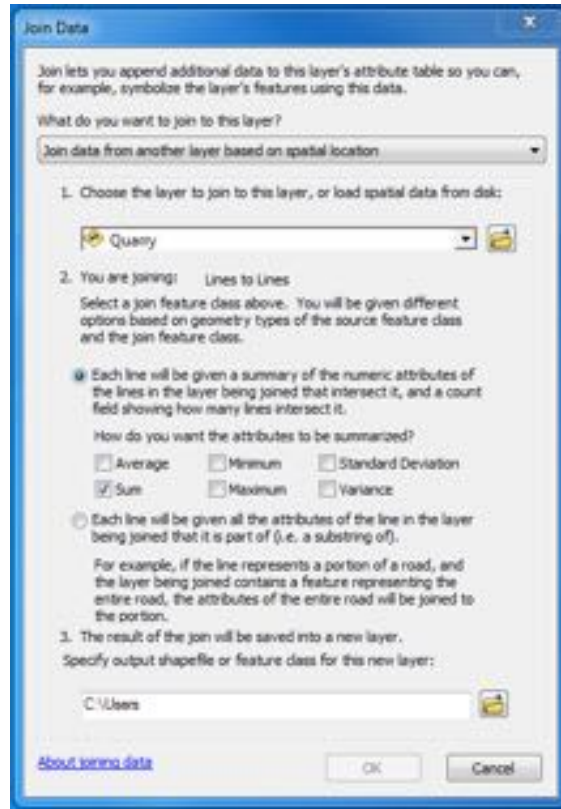 Join Data
Join lets you append additional data to this layer's attribute table so you can,
for example, symbolize the layer's features using this data.
What do you want to join to this layer?
Join data from another layer based on spatial location
1. Choose the layer to join to this layer, or load spatial data from disk:
Quarry
2. You are joining: Lines to Lines
Select a join feature class above. You will be given different
options based on geometry types of the source feature class
and the join feature class.
Each line will be given a summary of the numeric attributes of
the lines in the layer being joined that intersect it, and a count
field showing how many lines intersect it.
How do you want the attributes to be summarized?
Average Minimum Standard Deviation
Sum Maximum Variance
Each line will be given all the attributes of the line in the layer
being joined that it is part of (i.e. a substring of).
For example, if the line represents a portion of a road, and
the layer being joined contains a feature representing the
entire road, the attributes of the entire road will be joined to
the portion.
3. The result of the join will be saved into a new layer.
Specify output shapefile or feature class for this new layer:
C:\Users
About joining data OK Cancel